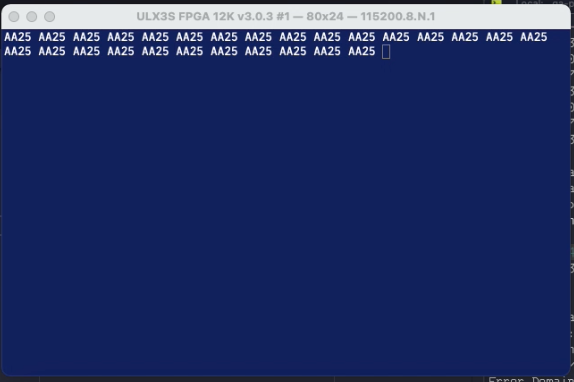 ULX3S FPGA 12K v3.0.3 #1 — 80x24 — 115200.8.N.1
AA25 AA25 AA25 AA25 AA25 AA25 AA25 AA25 AA25 AA25 AA25 AA25 AA25 AA25 AA25 AA25
AA25 AA25 AA25 AA25 AA25 AA25 AA25 AA25 AA25 AA25 AA25
Error Domain